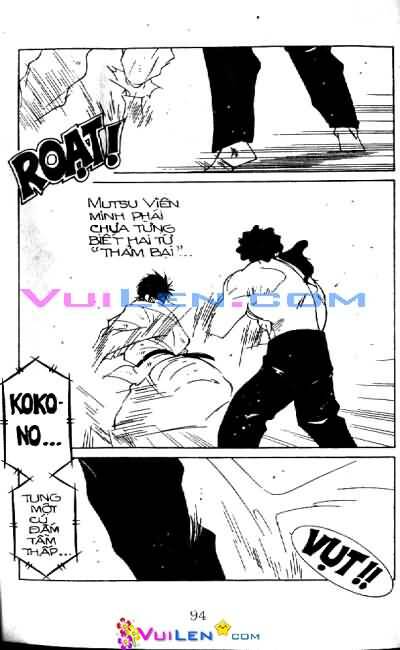 ROẠT!
MUTSU VIÊN
MINH PHÁI
CHƯA TỪNG
BIẾT HAI TỪ
"THẢM BẠI"...
VUILEN.COM
KOKO-
NO...
TUNG
MỘT
CÚ
ĐẤM
TẦM
THẤP...
VỤT!!
94
VUILEN.COM